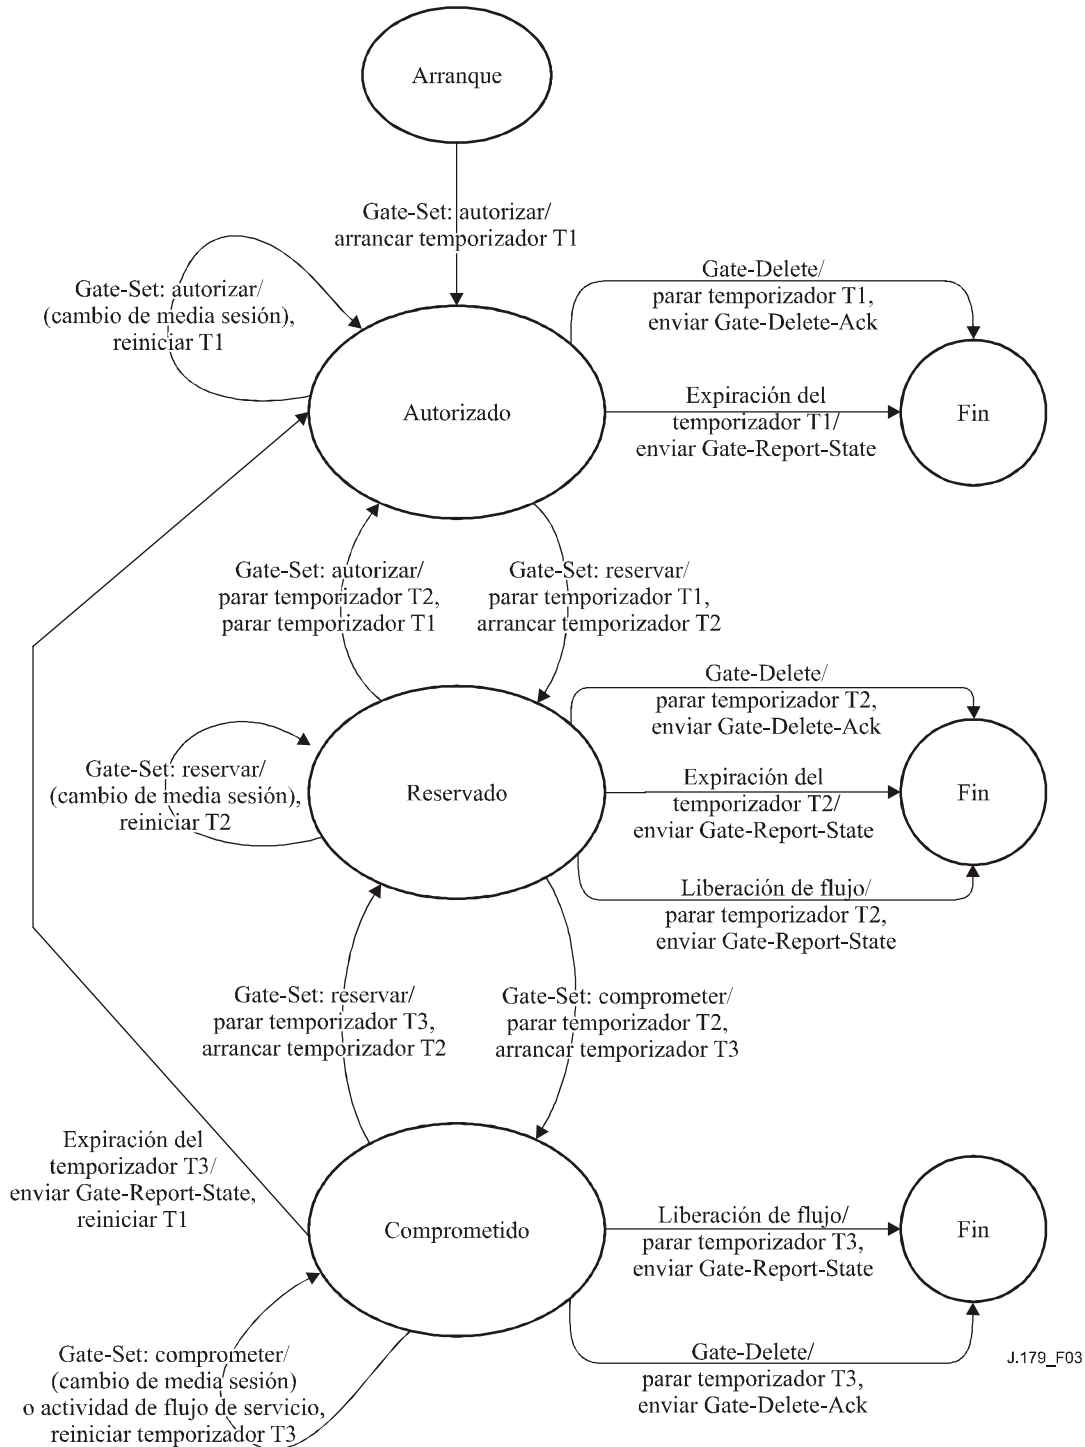 Arranque
Gate-Set: autorizar/
arrancar temporizador T1
Gate-Set: autorizar/
(cambio de media sesión),
reiniciar T1
Gate-Delete/
parar temporizador T1,
enviar Gate-Delete-Ack
Autorizado
Expiración del
temporizador T1/
enviar Gate-Report-State
Fin
Gate-Set: autorizar/
parar temporizador T2,
parar temporizador T1
Gate-Set: reservar/
parar temporizador T1,
arrancar temporizador T2
Gate-Delete/
parar temporizador T2,
enviar Gate-Delete-Ack
Gate-Set: reservar/
(cambio de media sesión),
reiniciar T2
Reservado
Expiración del
temporizador T2/
enviar Gate-Report-State
Fin
Liberación de flujo/
parar temporizador T2,
enviar Gate-Report-State
Gate-Set: reservar/
parar temporizador T3,
arrancar temporizador T2
Gate-Set: comprometer/
parar temporizador T2,
arrancar temporizador T3
Expiración del
temporizador T3/
enviar Gate-Report-State,
reiniciar T1
Comprometido
Liberación de flujo/
parar temporizador T3,
enviar Gate-Report-State
Fin
Gate-Set: comprometer/
(cambio de media sesión)
o actividad de flujo de servicio,
reiniciar temporizador T3
Gate-Delete/
parar temporizador T3,
enviar Gate-Delete-Ack
J.179_F03